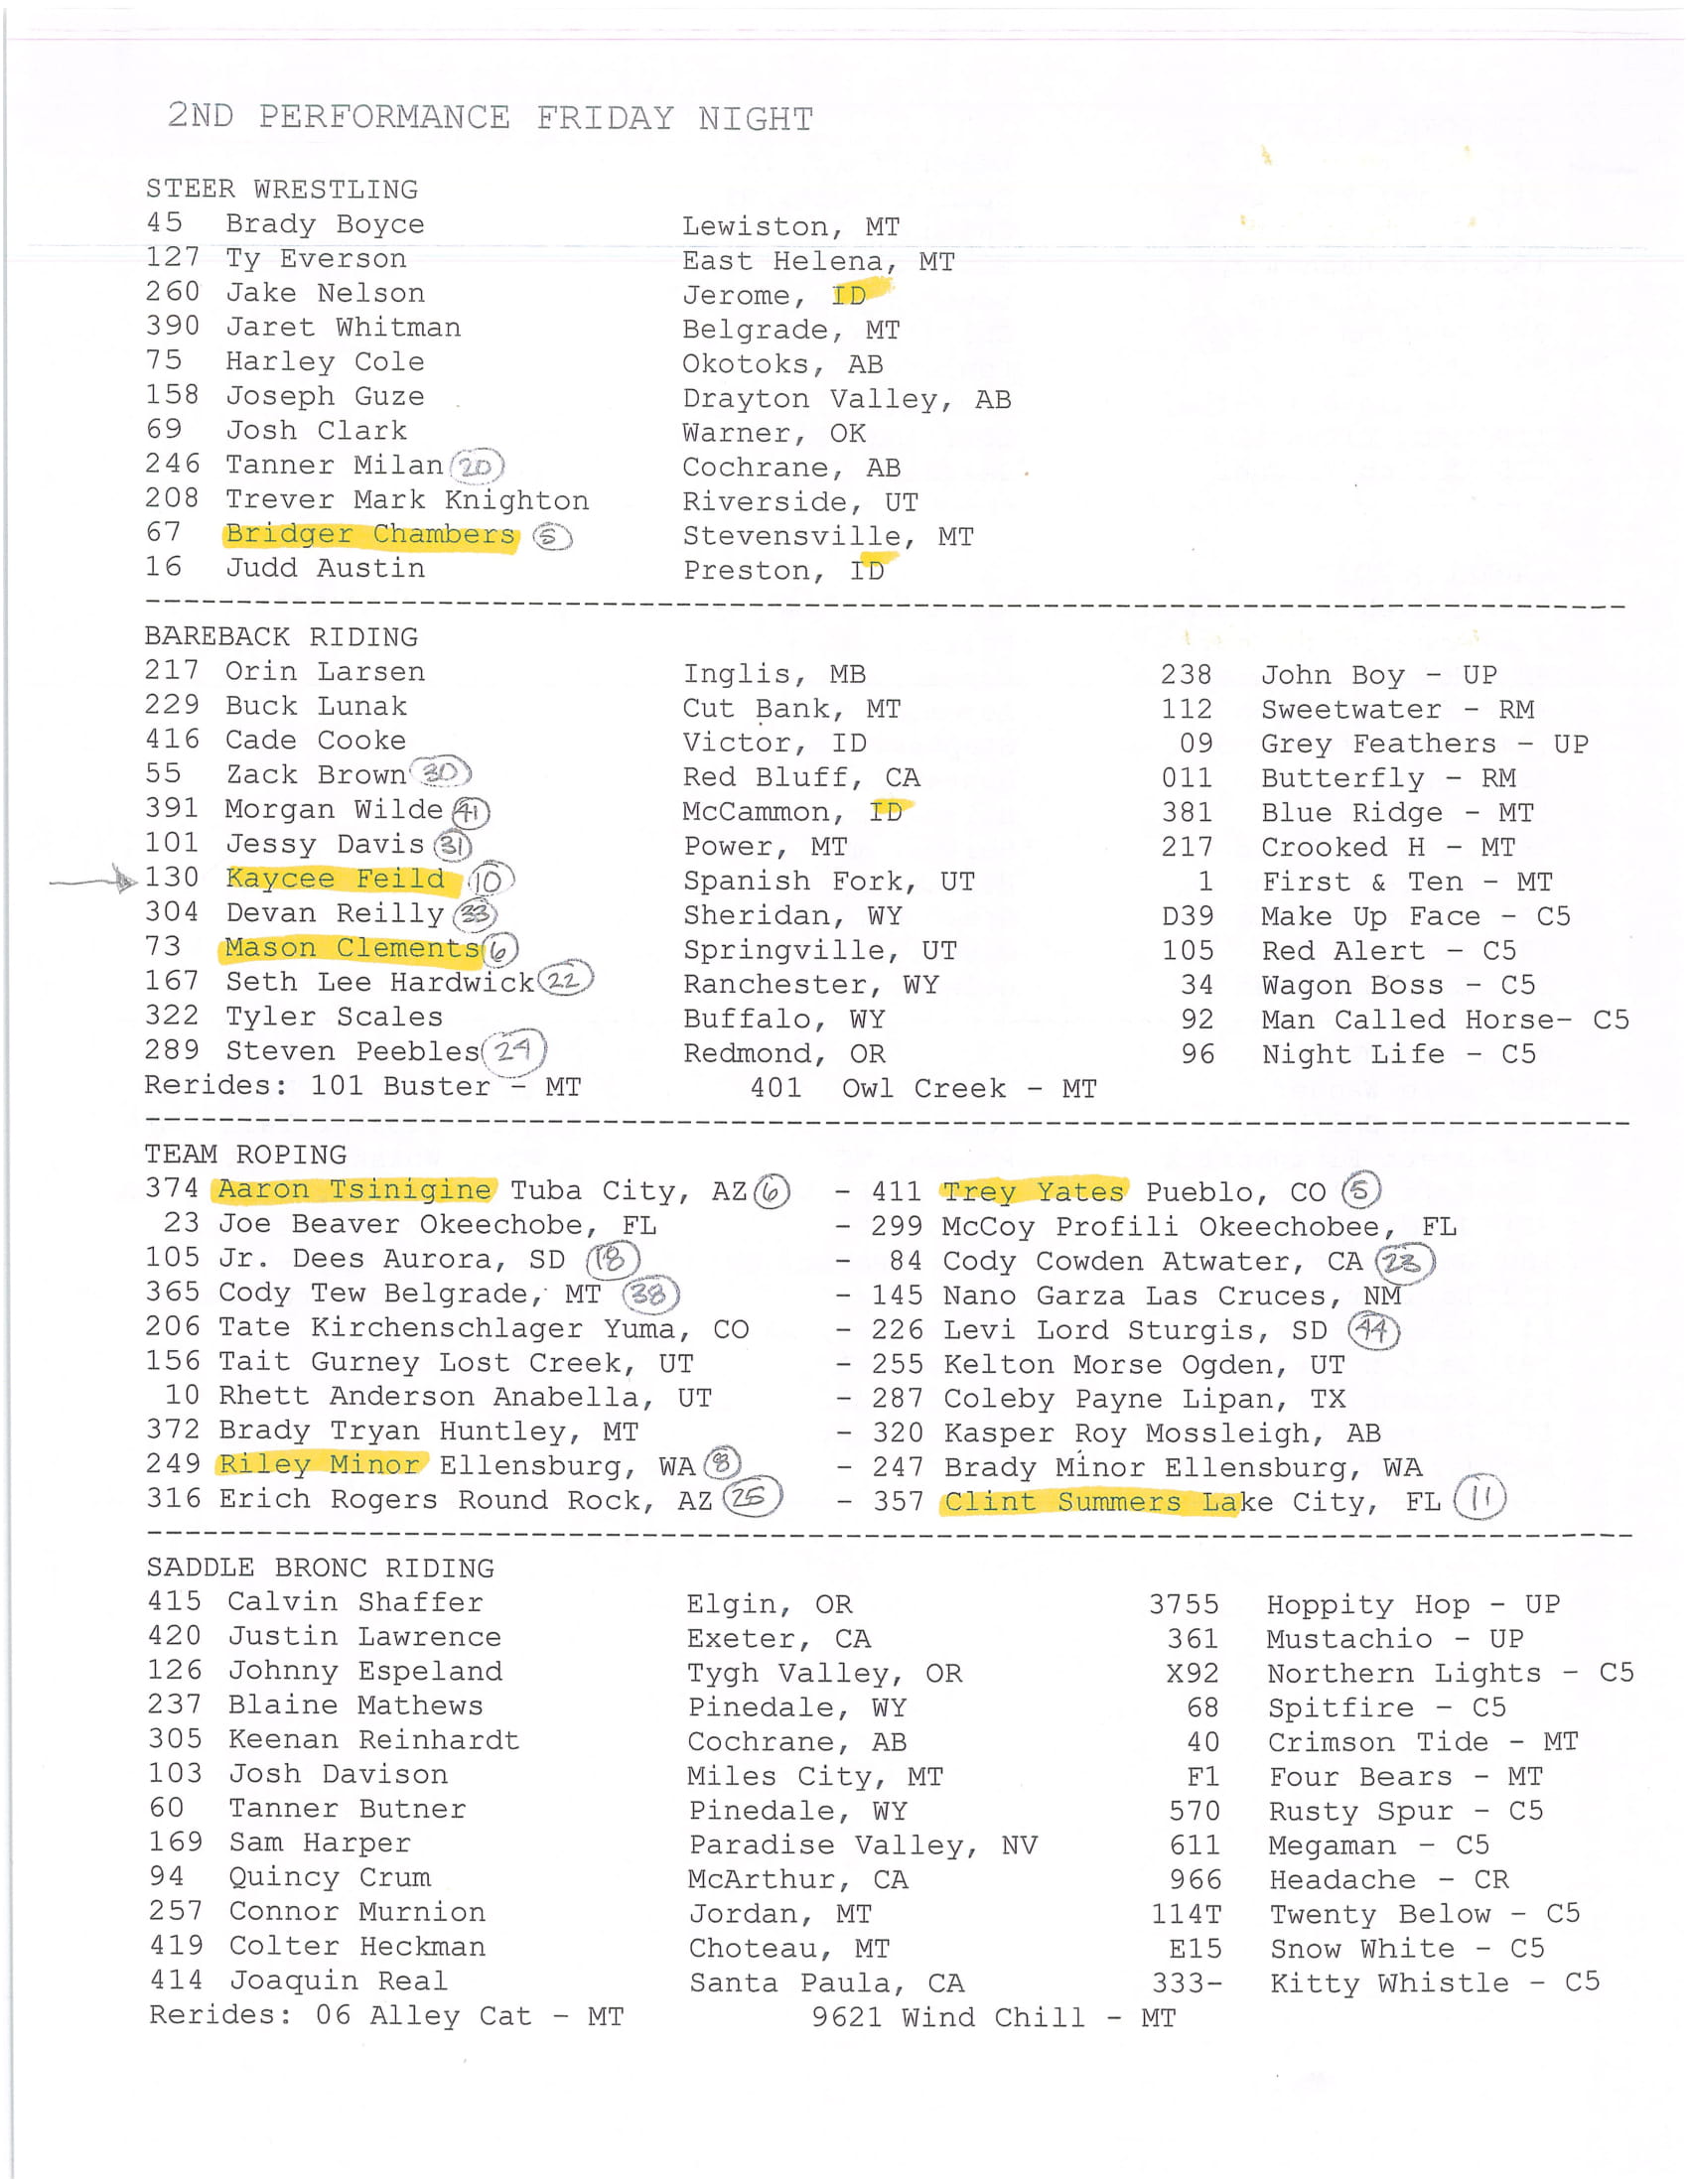 2ND PERFORMANCE FRIDAY NIGHT
STEER WRESTLING
45 Brady Boyce Lewiston, MT
127 Ty Everson East Helena, MT
260 Jake Nelson Jerome, ID
390 Jaret Whitman Belgrade, MT
75 Harley Cole Okotoks, AB
158 Joseph Guze Drayton Valley, AB
69 Josh Clark Warner, OK
246 Tanner Milan 20 Cochrane, AB
208 Trever Mark Knighton Riverside, UT
67 Bridger Chambers 5 Stevensville, MT
16 Judd Austin Preston, ID
BAREBACK RIDING
217 Orin Larsen Inglis, MB 238 John Boy - UP
229 Buck Lunak Cut Bank, MT 112 Sweetwater - RM
416 Cade Cooke Victor, ID 09 Grey Feathers - UP
55 Zack Brown 30 Red Bluff, CA 011 Butterfly - RM
391 Morgan Wilde 41 McCammon, ID 381 Blue Ridge - MT
101 Jessy Davis 31 Power, MT 217 Crooked H - MT
130 Kaycee Feild 10 Spanish Fork, UT 1 First & Ten - MT
304 Devan Reilly 33 Sheridan, WY D39 Make Up Face - C5
73 Mason Clements 6 Springville, UT 105 Red Alert - C5
167 Seth Lee Hardwick 22 Ranchester, WY 34 Wagon Boss - C5
322 Tyler Scales Buffalo, WY 92 Man Called Horse- C5
289 Steven Peebles 29 Redmond, OR 96 Night Life - C5
Rerides: 101 Buster - MT 401 Owl Creek - MT
TEAM ROPING
374 Aaron Tsinigine Tuba City, AZ 6 - 411 Trey Yates Pueblo, CO 5
23 Joe Beaver Okeechobe, FL - 299 McCoy Profili Okeechobee, FL
105 Jr. Dees Aurora, SD 18 - 84 Cody Cowden Atwater, CA 23
365 Cody Tew Belgrade, MT 38 - 145 Nano Garza Las Cruces, NM
206 Tate Kirchenschlager Yuma, CO - 226 Levi Lord Sturgis, SD 44
156 Tait Gurney Lost Creek, UT - 255 Kelton Morse Ogden, UT
10 Rhett Anderson Anabella, UT - 287 Coleby Payne Lipan, TX
372 Brady Tryan Huntley, MT - 320 Kasper Roy Mossleigh, AB
249 Riley Minor Ellensburg, WA 8 - 247 Brady Minor Ellensburg, WA
316 Erich Rogers Round Rock, AZ 25 - 357 Clint Summers Lake City, FL 11
SADDLE BRONC RIDING
415 Calvin Shaffer Elgin, OR 3755 Hoppity Hop - UP
420 Justin Lawrence Exeter, CA 361 Mustachio - UP
126 Johnny Espeland Tygh Valley, OR X92 Northern Lights - C5
237 Blaine Mathews Pinedale, WY 68 Spitfire - C5
305 Keenan Reinhardt Cochrane, AB 40 Crimson Tide - MT
103 Josh Davison Miles City, MT F1 Four Bears - MT
60 Tanner Butner Pinedale, WY 570 Rusty Spur - C5
169 Sam Harper Paradise Valley, NV 611 Megaman - C5
94 Quincy Crum McArthur, CA 966 Headache - CR
257 Connor Murnion Jordan, MT 114T Twenty Below - C5
419 Colter Heckman Choteau, MT E15 Snow White - C5
414 Joaquin Real Santa Paula, CA 333- Kitty Whistle - C5
Rerides: 06 Alley Cat - MT 9621 Wind Chill - MT